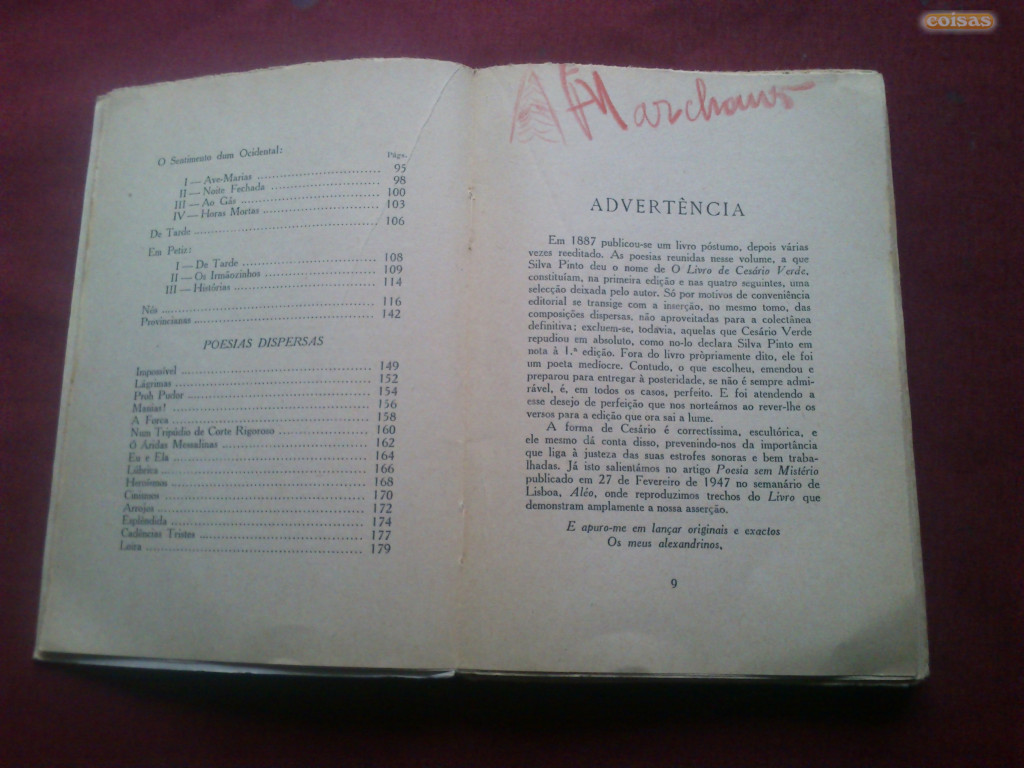 coisas
O Sentimento dum Ocidental:
Págs.
I — Ave-Marias ........ 95
II — Noite Fechada ........ 98
III — Ao Gás ........ 100
IV — Horas Mortas ........ 103
De Tarde ........ 106
Em Petiz:
I — De Tarde ........ 108
II — Os Irmãozinhos ........ 109
III — Histórias ........ 114
Nós ........ 116
Provincianas ........ 142
POESIAS DISPERSAS
Impossível ........ 149
Lágrimas ........ 152
Proh Pudor ........ 154
Manias! ........ 156
A Forca ........ 158
Num Tripúdio de Corte Rigoroso ........ 160
Ó Áridas Messalinas ........ 162
Eu e Ela ........ 164
Lúbrica ........ 166
Heroísmos ........ 168
Cinismos ........ 170
Arrojos ........ 172
Esplêndida ........ 174
Cadências Tristes ........ 177
Loira ........ 179
ADVERTÊNCIA
Em 1887 publicou-se um livro póstumo, depois várias
vezes reeditado. As poesias reunidas nesse volume, a que
Silva Pinto deu o nome de O Livro de Cesário Verde,
constituíam, na primeira edição e nas quatro seguintes, uma
selecção deixada pelo autor. Só por motivos de conveniência
editorial se transige com a inserção, no mesmo tomo, das
composições dispersas, não aproveitadas para a colectânea
definitiva; excluem-se, todavia, aquelas que Cesário Verde
repudiou em absoluto, como no-lo declara Silva Pinto em
nota à 1.ª edição. Fora do livro pròpriamente dito, ele foi
um poeta medíocre. Contudo, o que escolheu, emendou e
preparou para entregar à posteridade, se não é sempre admi-
rável, é, em todos os casos, perfeito. E foi atendendo a
esse desejo de perfeição que nos norteámos ao rever-lhe os
versos para a edição que ora sai a lume.
A forma de Cesário é correctíssima, escultórica, e
ele mesmo dá conta disso, prevenindo-nos da importância
que liga à justeza das suas estrofes sonoras e bem traba-
lhadas. Já isto salientámos no artigo Poesia sem Mistério
publicado em 27 de Fevereiro de 1947 no semanário de
Lisboa, Aléo, onde reproduzimos trechos do Livro que
demonstram amplamente a nossa asserção.
E apuro-me em lançar originais e exactos
Os meus alexandrinos,
9